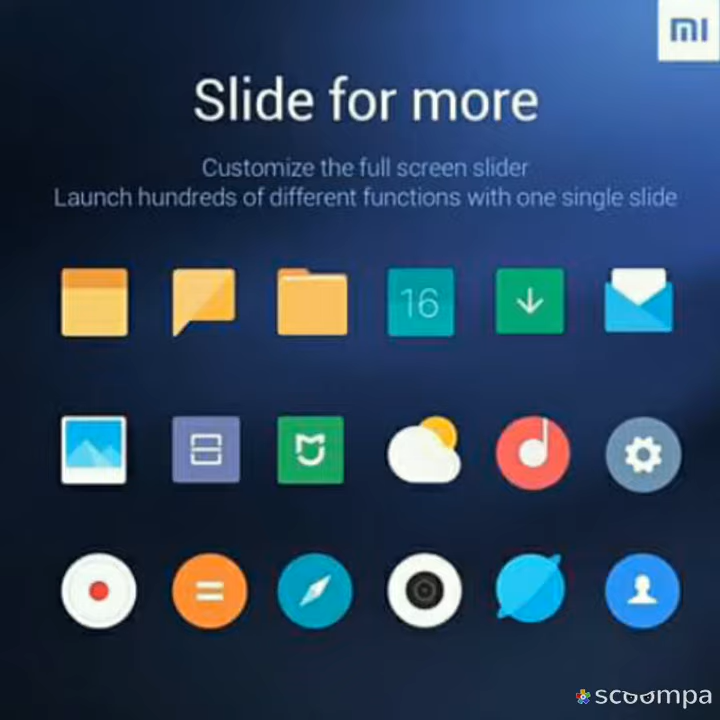 mi
Slide for more
Customize the full screen slider
Launch hundreds of different functions with one single slide
16
scoompa